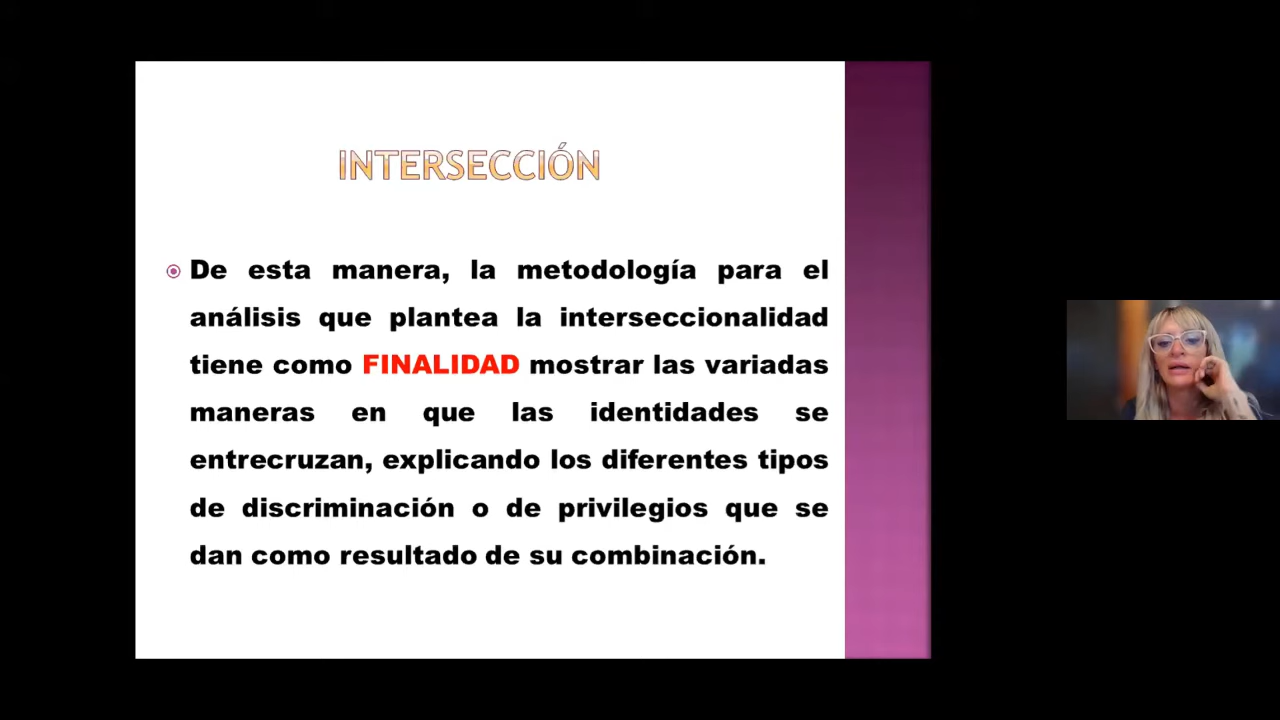 INTERSECCIÓN
De esta manera, la metodología para el
análisis que plantea la interseccionalidad
tiene como FINALIDAD mostrar las variadas
maneras en que las identidades se
entrecruzan, explicando los diferentes tipos
de discriminación o de privilegios que se
dan como resultado de su combinación.